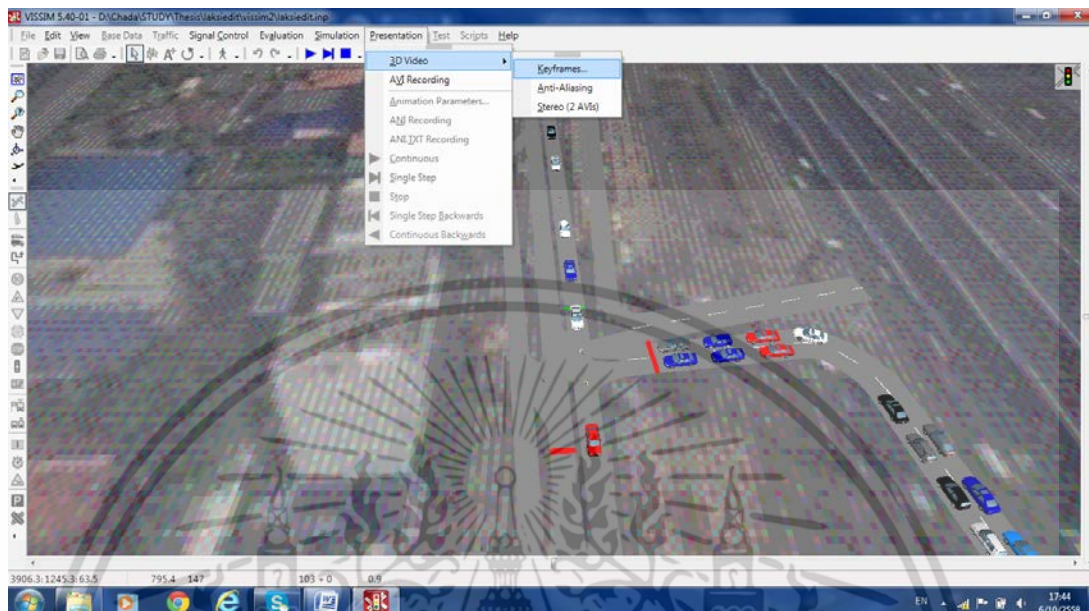 VISSIM 5.40-01 - D:\Chada\STUDY\Thesis\laksiedit\vissim2\laksiedit.inp
File Edit View Base Data Traffic Signal Control Evaluation Simulation Presentation Test Scripts Help
3D Video
AVI Recording
Animation Parameters...
ANI Recording
ANI.TXT Recording
Continuous
Single Step
Stop
Single Step Backwards
Continuous Backwards
Keyframes...
Anti-Aliasing
Stereo (2 AVIs)
3906.3:1245.3:63.5 795.4 147 103 + 0 0.9
EN 17:44